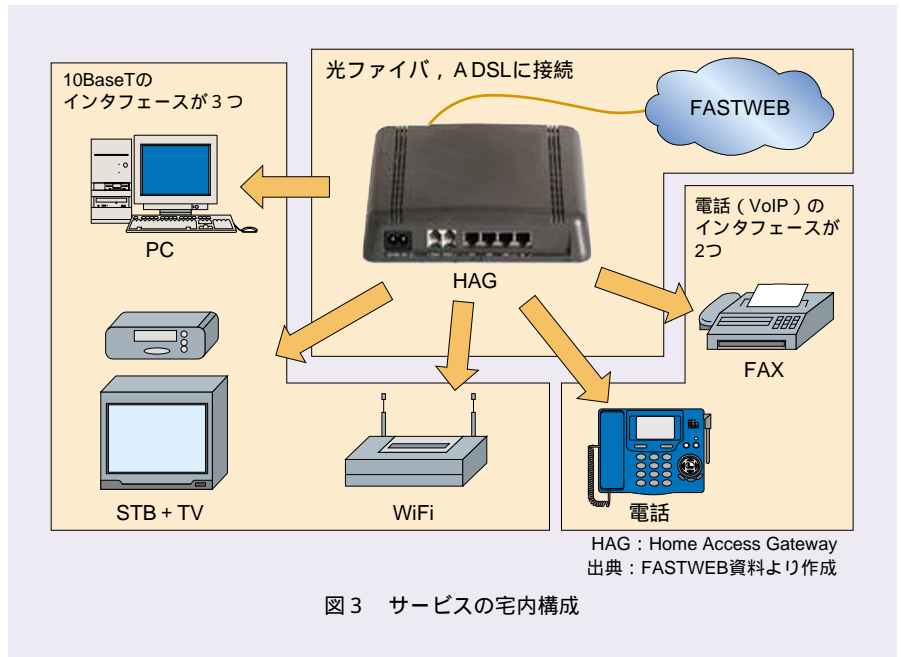 10BaseTの
インタフェースが３つ
光ファイバ，ADSLに接続
FASTWEB
PC
HAG
電話（VoIP）の
インタフェースが
2つ
FAX
STB + TV
WiFi
電話
HAG：Home Access Gateway
出典：FASTWEB資料より作成
図３　サービスの宅内構成